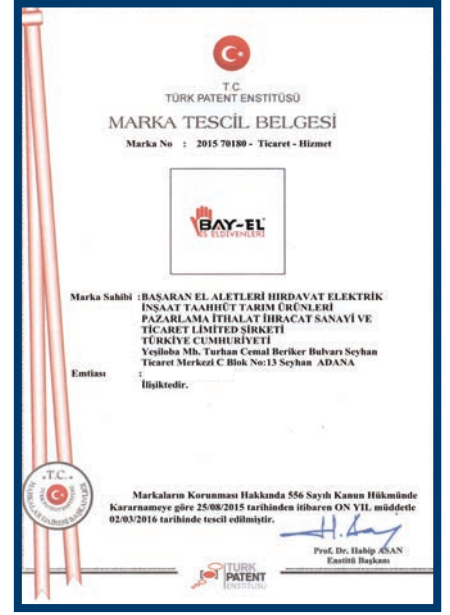 T.C.
TÜRK PATENT ENSTİTÜSÜ
MARKA TESCİL BELGESİ
Marka No : 2015 70180 - Ticaret - Hizmet
BAY-EL
İŞ ELDİVENLERİ
Marka Sahibi :BAŞARAN EL ALETLERİ HIRDAVAT ELEKTRİK
İNŞAAT TAAHHÜT TARIM ÜRÜNLERİ
PAZARLAMA İTHALAT İHRACAT SANAYİ VE
TİCARET LİMİTED ŞİRKETİ
TÜRKİYE CUMHURİYETİ
Yeşiloba Mh. Turhan Cemal Beriker Bulvarı Seyhan
Ticaret Merkezi C Blok No:13 Seyhan ADANA
Emtiası :
İlişiktedir.
T.C.
Markaların Korunması Hakkında 556 Sayılı Kanun Hükmünde
Kararnameye göre 25/08/2015 tarihinden itibaren ON YIL müddetle
02/03/2016 tarihinde tescil edilmiştir.
Prof. Dr. Habip ASAN
Enstitü Başkanı
TÜRK
PATENT
ENSTİTÜSÜ